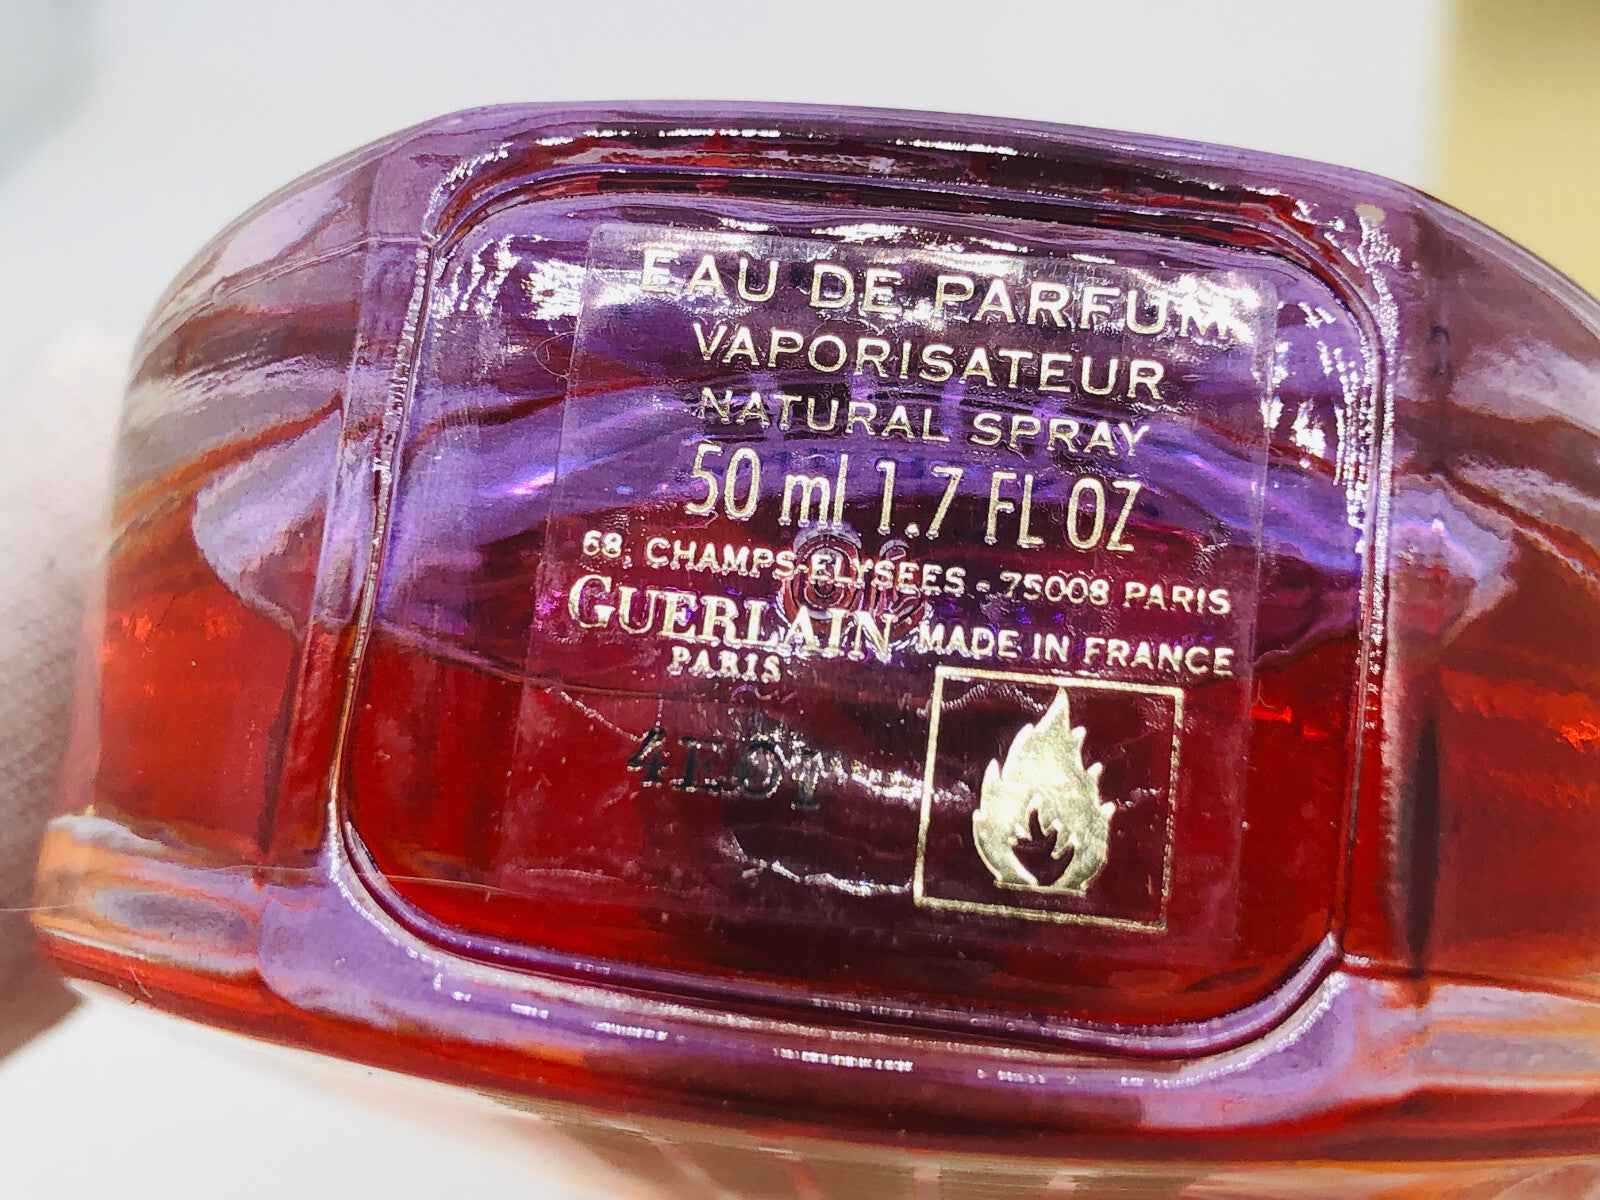 EAU DE PARFUM
VAPORISATEUR
NATURAL SPRAY
50 ml 1.7 FL OZ
68, CHAMPS-ELYSEES - 75008 PARIS
GUERLAIN MADE IN FRANCE
PARIS